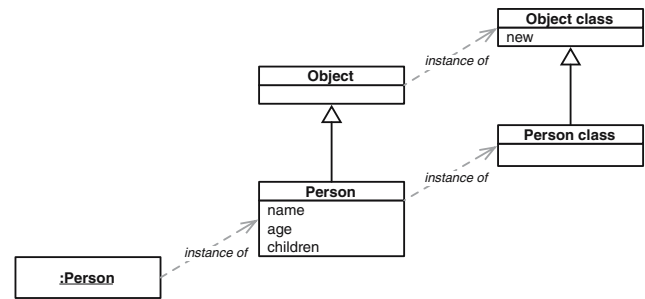 Object class
new
instance of
Object
Person class
instance of
Person
name
age
children
instance of
:Person